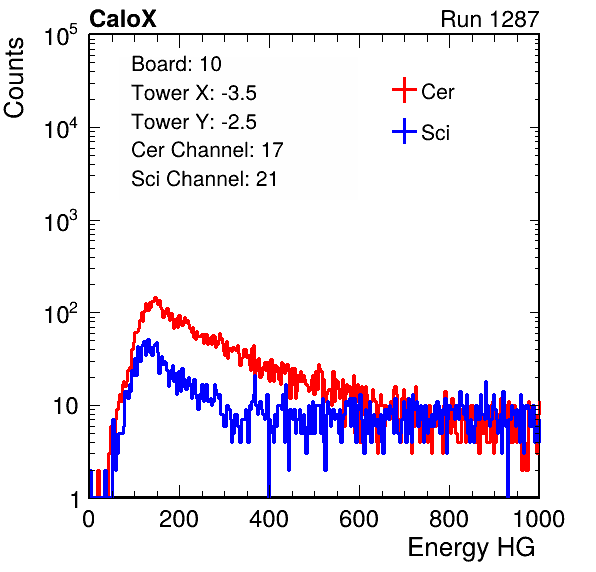 CaloX Run 1287
Counts
10^5
10^4
10^3
10^2
10
1
Board: 10
Tower X: -3.5
Tower Y: -2.5
Cer Channel: 17
Sci Channel: 21
Cer
Sci
0 200 400 600 800 1000
Energy HG